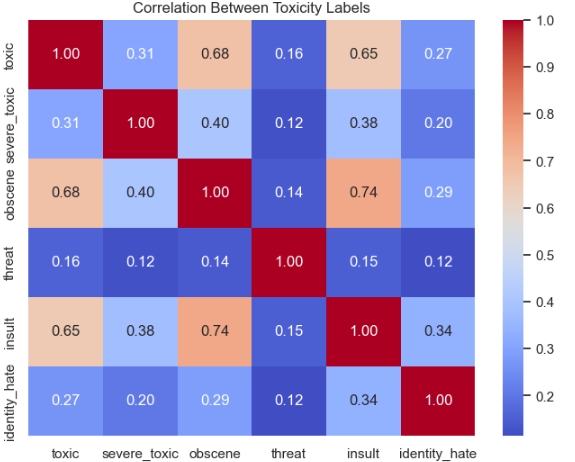 Correlation Between Toxicity Labels
toxic 1.00 0.31 0.68 0.16 0.65 0.27
severe_toxic 0.31 1.00 0.40 0.12 0.38 0.20
obscene 0.68 0.40 1.00 0.14 0.74 0.29
threat 0.16 0.12 0.14 1.00 0.15 0.12
insult 0.65 0.38 0.74 0.15 1.00 0.34
identity_hate 0.27 0.20 0.29 0.12 0.34 1.00
toxic severe_toxic obscene threat insult identity_hate
1.0
0.9
0.8
0.7
0.6
0.5
0.4
0.3
0.2